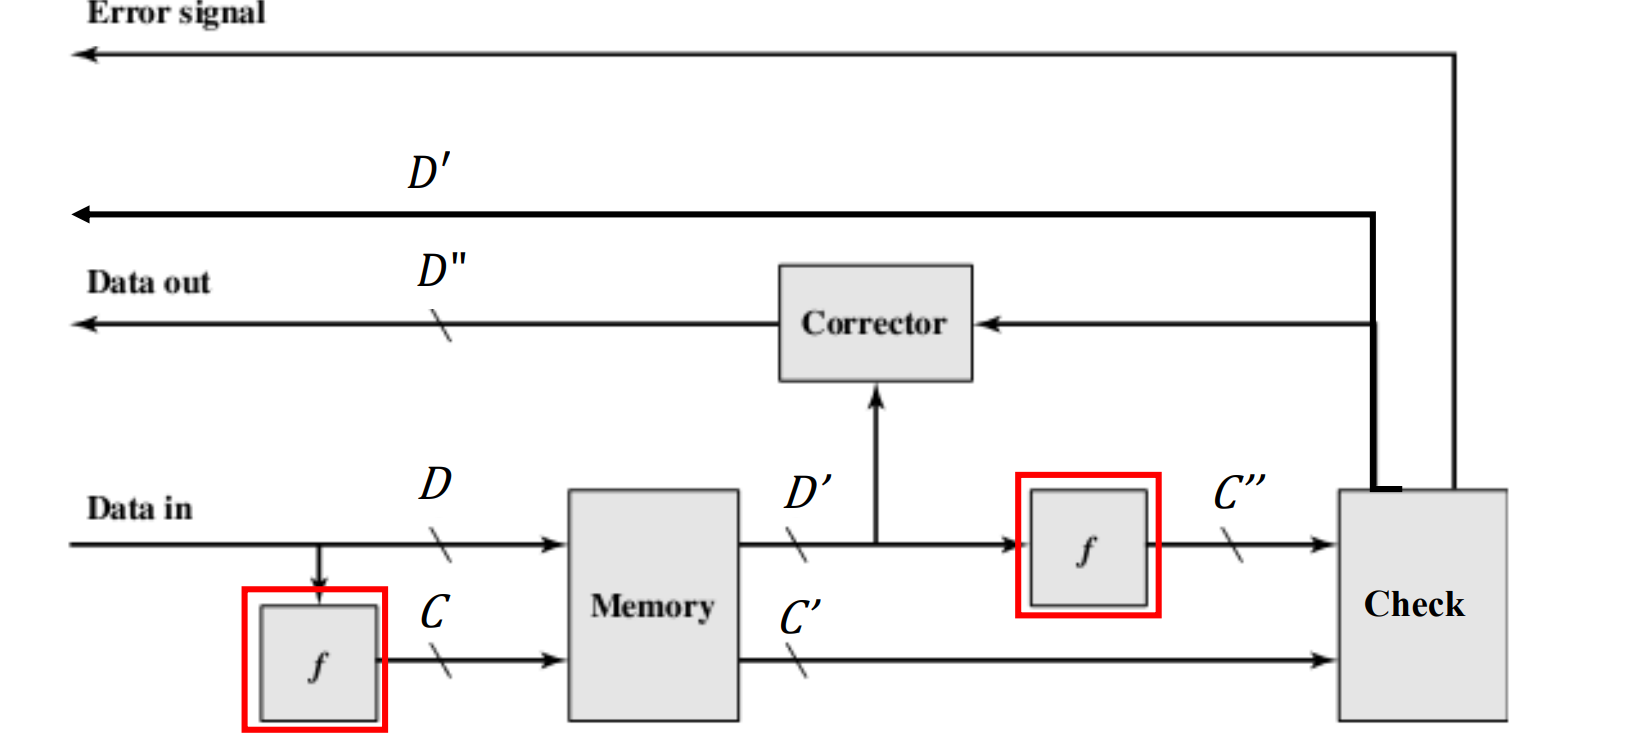 Error signal
D′
Data out
D"
Corrector
Data in
D
D’
C’’
f
Check
Memory
C
C’
f